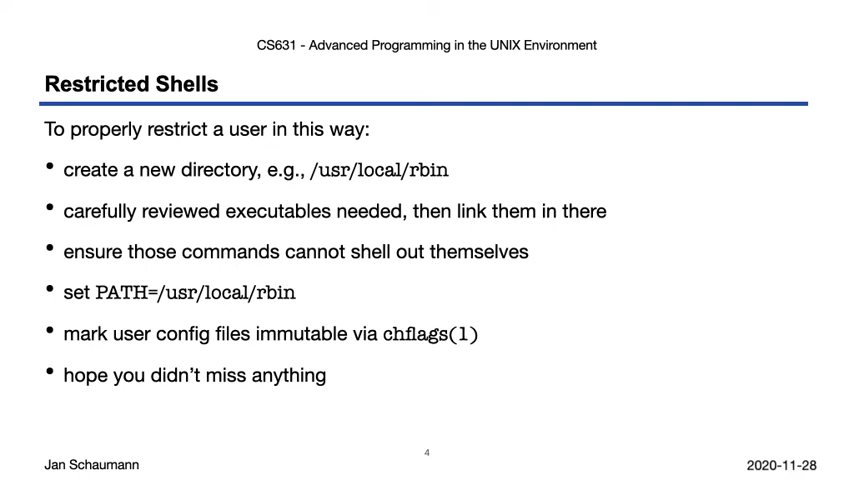 CS631 - Advanced Programming in the UNIX Environment
Restricted Shells
To properly restrict a user in this way:
• create a new directory, e.g., /usr/local/rbin
• carefully reviewed executables needed, then link them in there
• ensure those commands cannot shell out themselves
• set PATH=/usr/local/rbin
• mark user config files immutable via chflags(1)
• hope you didn't miss anything
4
Jan Schaumann
2020-11-28